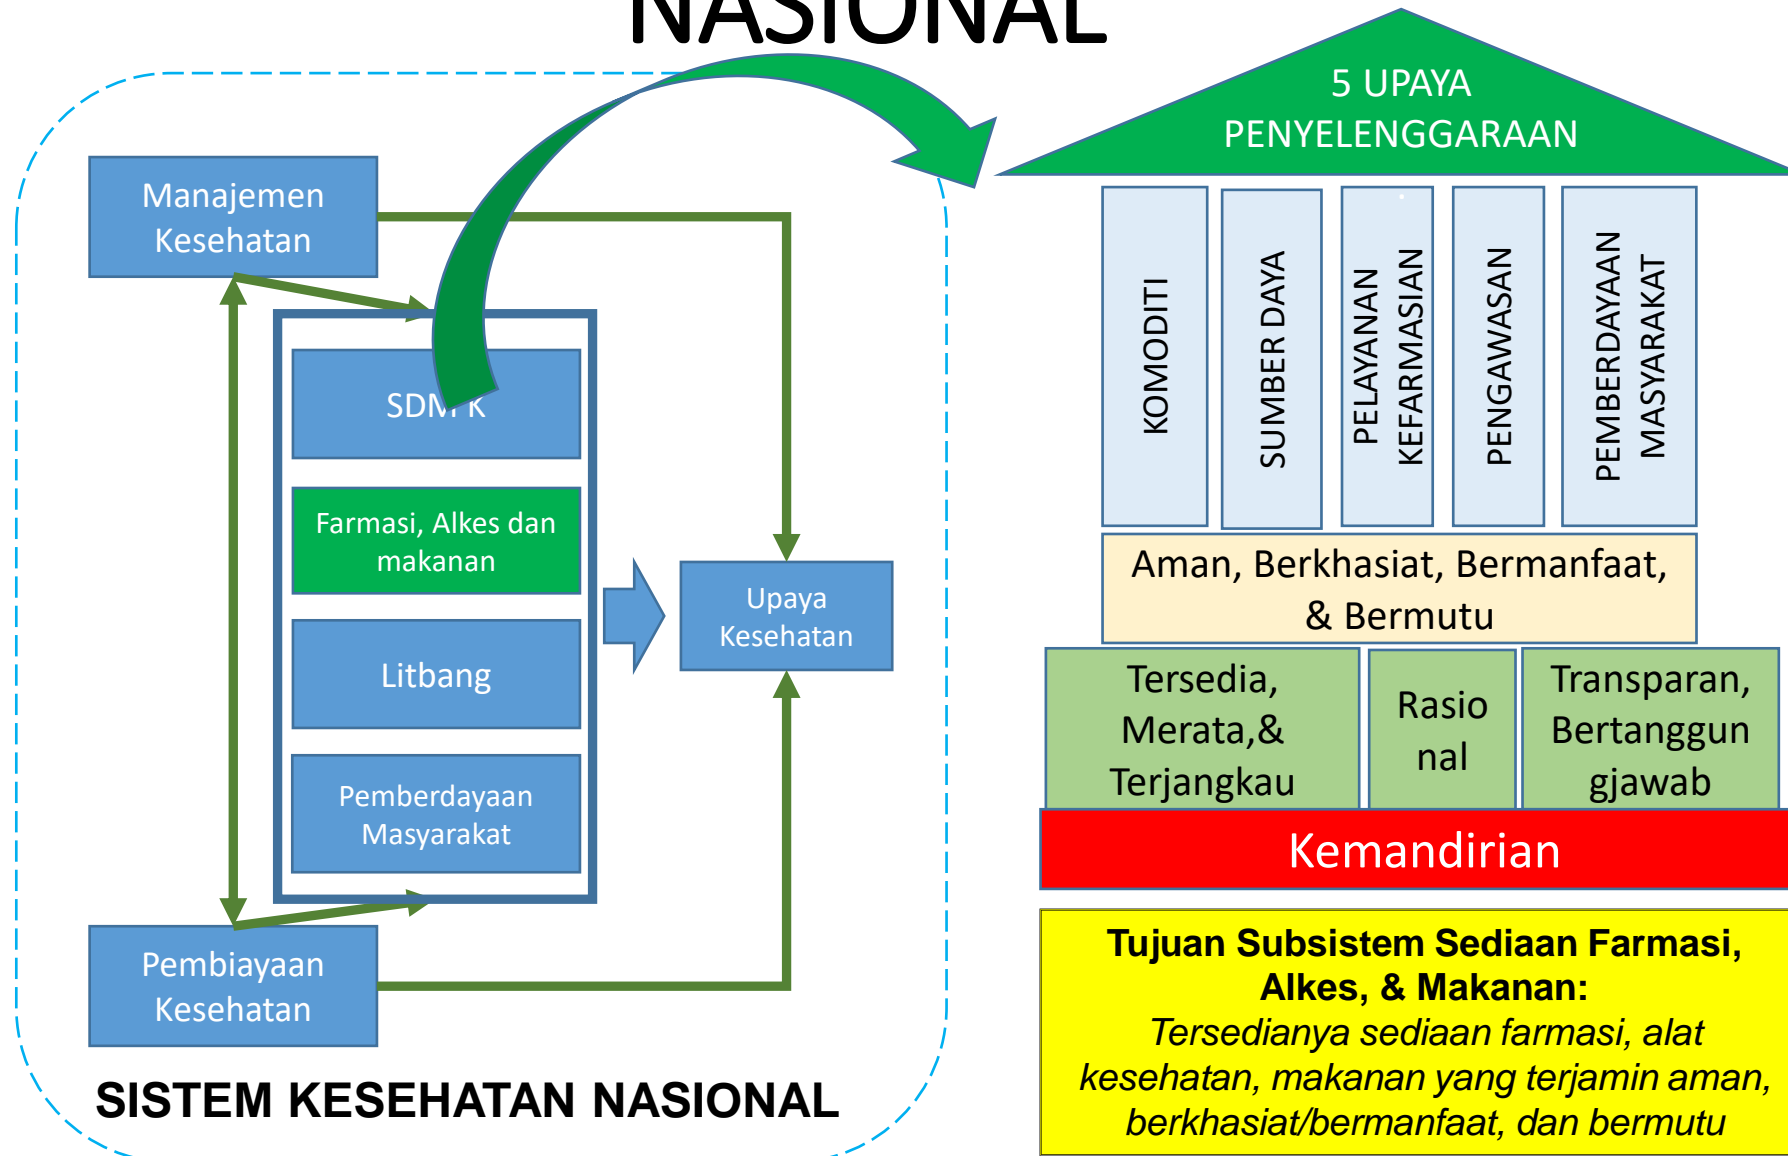 NASIONAL
Manajemen
Kesehatan
SDM K
Farmasi, Alkes dan
makanan
Litbang
Pemberdayaan
Masyarakat
Upaya
Kesehatan
Pembiayaan
Kesehatan
SISTEM KESEHATAN NASIONAL
5 UPAYA
PENYELENGGARAAN
KOMODITI
SUMBER DAYA
PELAYANAN
KEFARMASIAN
PENGAWASAN
PEMBERDAYAAN
MASYARAKAT
Aman, Berkhasiat, Bermanfaat,
& Bermutu
Tersedia,
Merata,&
Terjangkau
Rasio
nal
Transparan,
Bertanggun
gjawab
Kemandirian
Tujuan Subsistem Sediaan Farmasi,
Alkes, & Makanan:
Tersedianya sediaan farmasi, alat
kesehatan, makanan yang terjamin aman,
berkhasiat/bermanfaat, dan bermutu